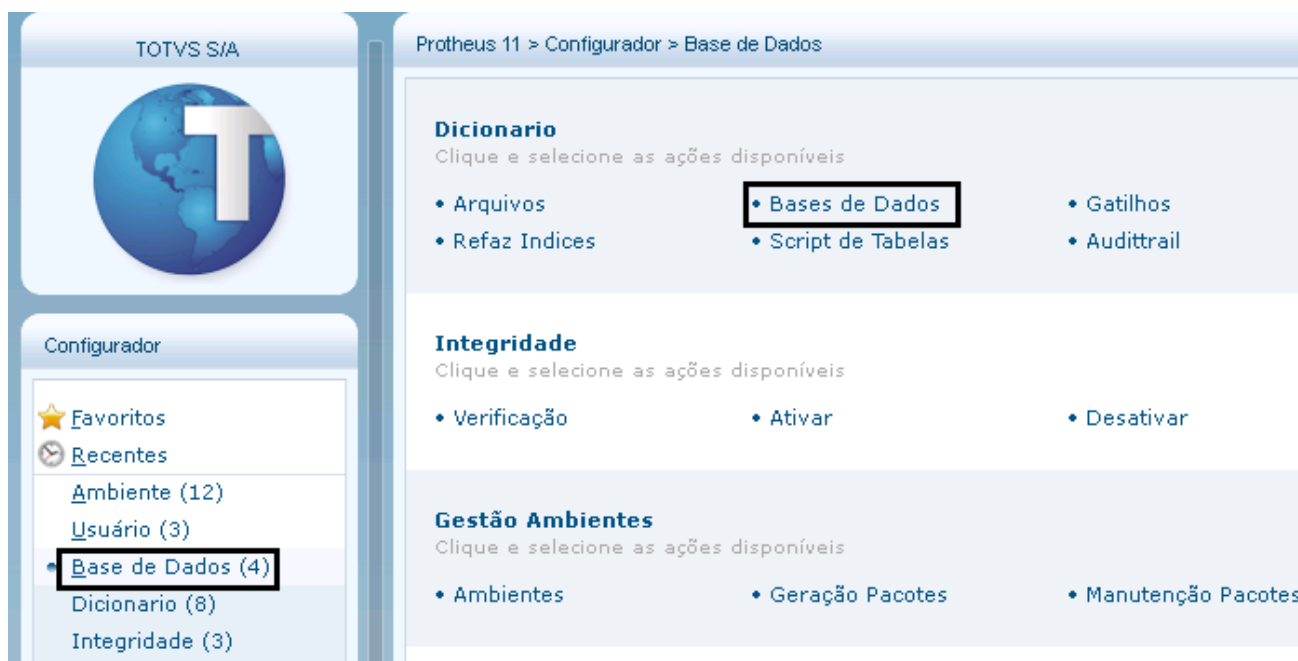 TOTVS S/A
T
Configurador
Favoritos
Recentes
Ambiente (12)
Usuário (3)
Base de Dados (4)
Dicionario (8)
Integridade (3)
Protheus 11 > Configurador > Base de Dados
Dicionario
Clique e selecione as ações disponíveis
• Arquivos • Bases de Dados • Gatilhos
• Refaz Indices • Script de Tabelas • Audittrail
Integridade
Clique e selecione as ações disponíveis
• Verificação • Ativar • Desativar
Gestão Ambientes
Clique e selecione as ações disponíveis
• Ambientes • Geração Pacotes • Manutenção Pacotes